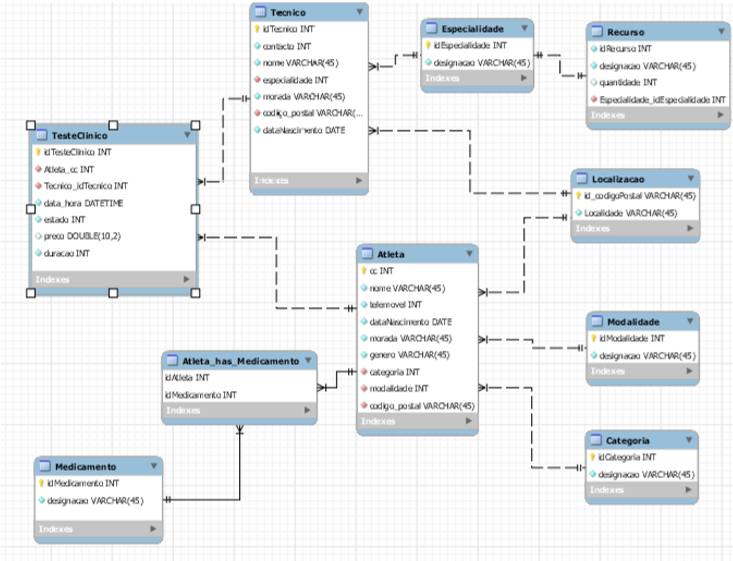 Tecnico
idTecnico INT
contacto INT
nome VARCHAR(45)
especialidade INT
morada VARCHAR(45)
codigo_postal VARCHAR(...
dataNascimento DATE
Indexes
Especialidade
idEspecialidade INT
designacao VARCHAR(45)
Indexes
Recurso
idRecurso INT
designacao VARCHAR(45)
quantidade INT
Especialidade_idEspecialidade INT
Indexes
TesteClinico
idTesteClinico INT
Atleta_cc INT
Tecnico_idTecnico INT
data_hora DATETIME
estado INT
preco DOUBLE(10,2)
duracao INT
Indexes
Localizacao
id_codigoPostal VARCHAR(45)
Localidade VARCHAR(45)
Indexes
Atleta
cc INT
nome VARCHAR(45)
telemovel INT
dataNascimento DATE
morada VARCHAR(45)
genero VARCHAR(45)
categoria INT
modalidade INT
codigo_postal VARCHAR(45)
Indexes
Modalidade
idModalidade INT
designacao VARCHAR(45)
Indexes
Atleta_has_Medicamento
idAtleta INT
idMedicamento INT
Indexes
Categoria
idCategoria INT
designacao VARCHAR(45)
Indexes
Medicamento
idMedicamento INT
designacao VARCHAR(45)
Indexes